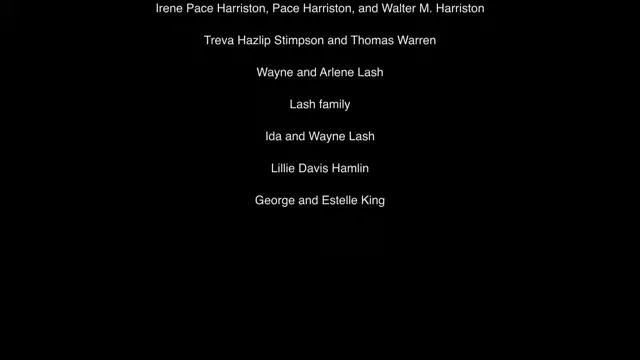 Irene Pace Harriston, Pace Harriston, and Walter M. Harriston
Treva Hazlip Stimpson and Thomas Warren
Wayne and Arlene Lash
Lash family
Ida and Wayne Lash
Lillie Davis Hamlin
George and Estelle King